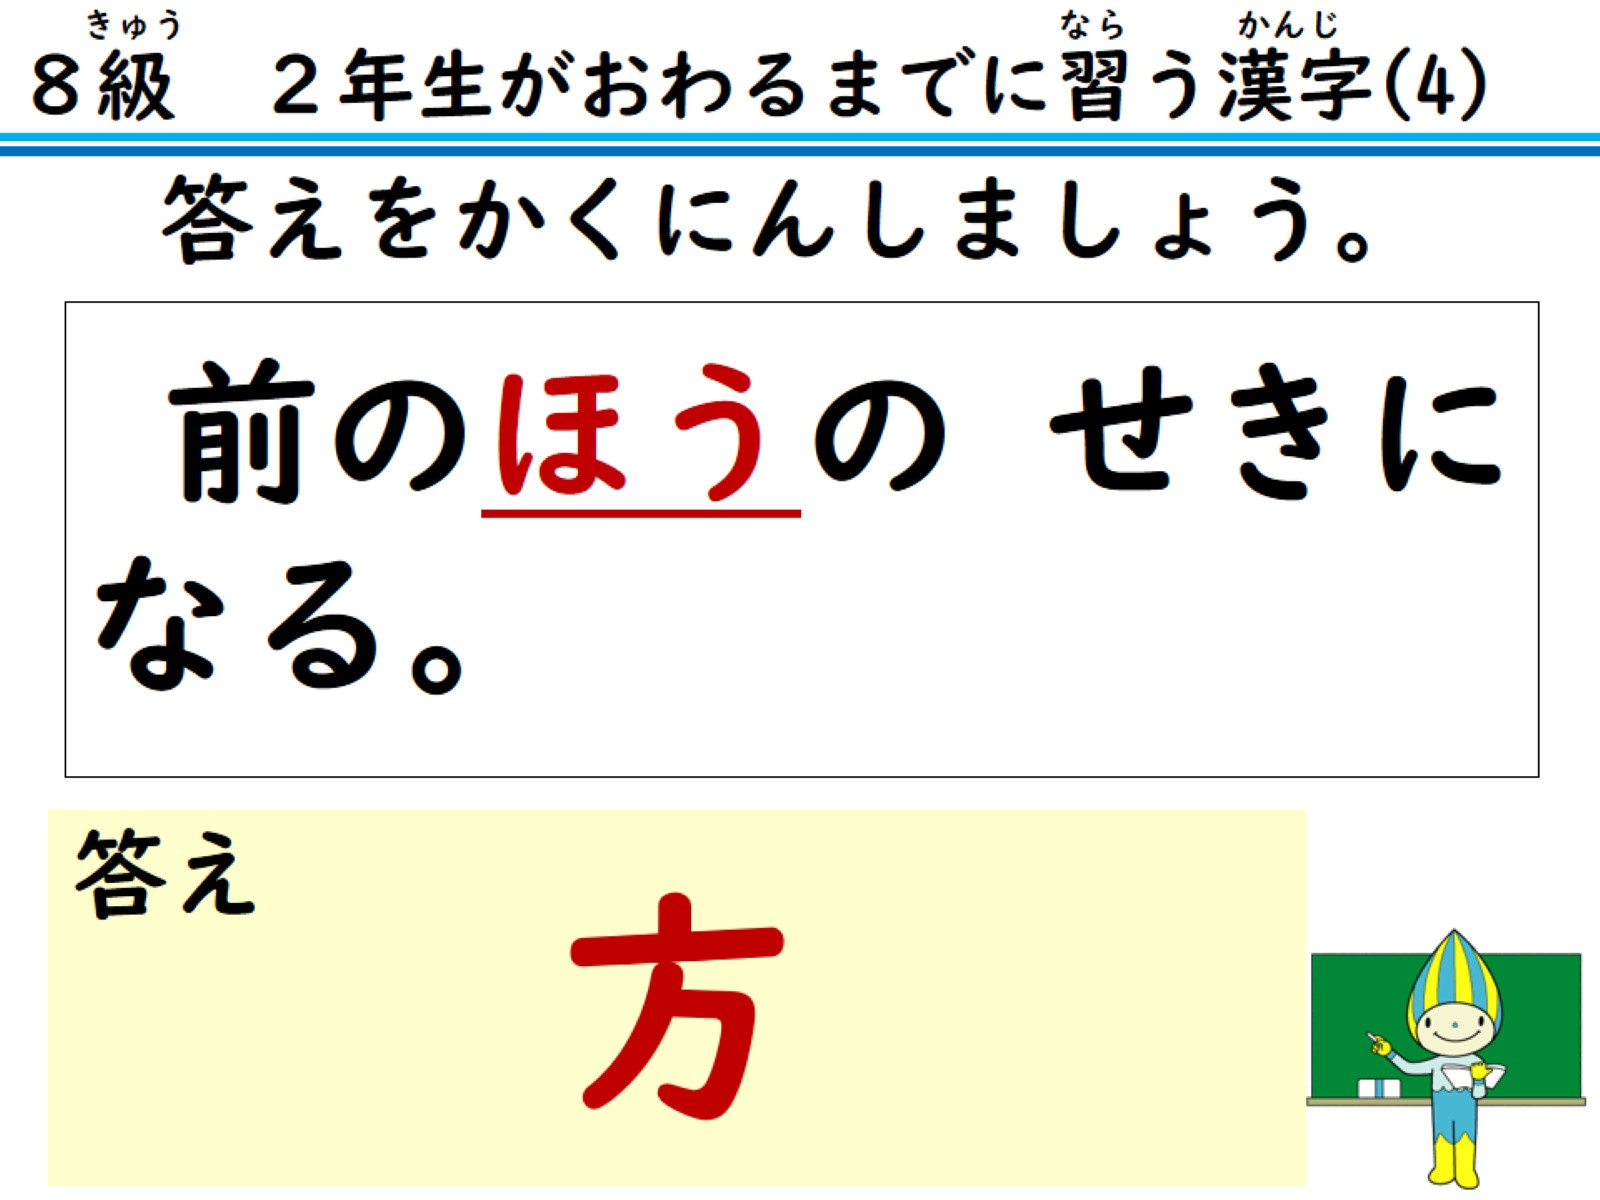 きゅう なら かんじ
８級　２年生がおわるまでに習う漢字(4)
答えをかくにんしましょう。
前のほうの せきに
なる。
答え
方